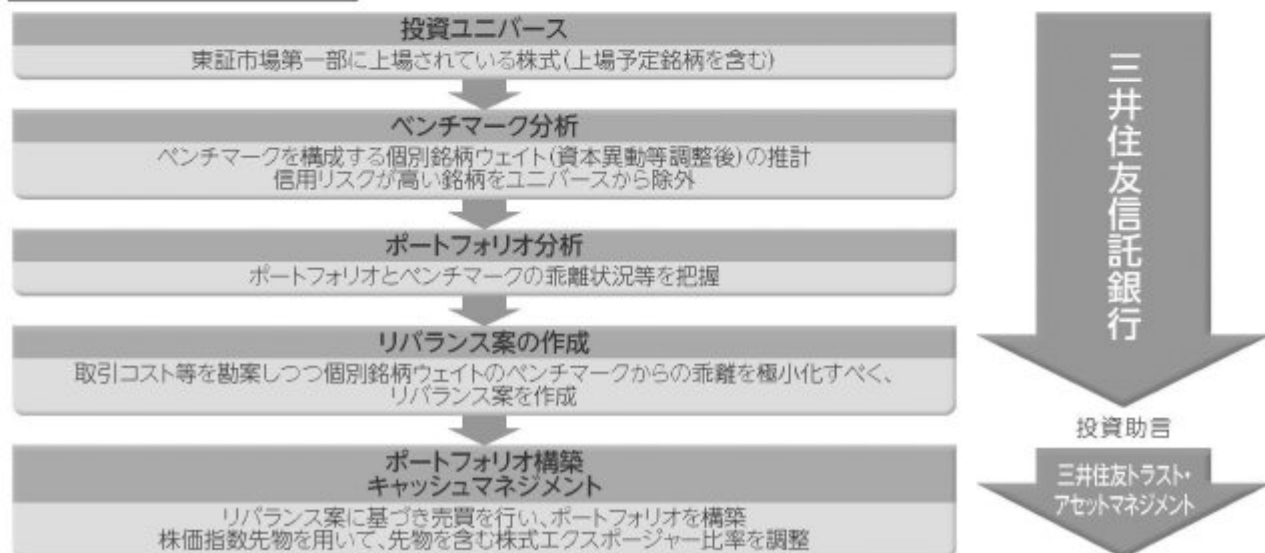 投資ユニバース
東証市場第一部に上場されている株式(上場予定銘柄を含む)
ベンチマーク分析
ベンチマークを構成する個別銘柄ウェイト(資本異動等調整後)の推計
信用リスクが高い銘柄をユニバースから除外
ポートフォリオ分析
ポートフォリオとベンチマークの乖離状況等を把握
リバランス案の作成
取引コスト等を勘案しつつ個別銘柄ウェイトのベンチマークからの乖離を極小化すべく、
リバランス案を作成
ポートフォリオ構築
キャッシュマネジメント
リバランス案に基づき売買を行い、ポートフォリオを構築
株価指数先物を用いて、先物を含む株式エクスポージャー比率を調整
三井住友信託銀行
投資助言
三井住友トラスト・
アセットマネジメント